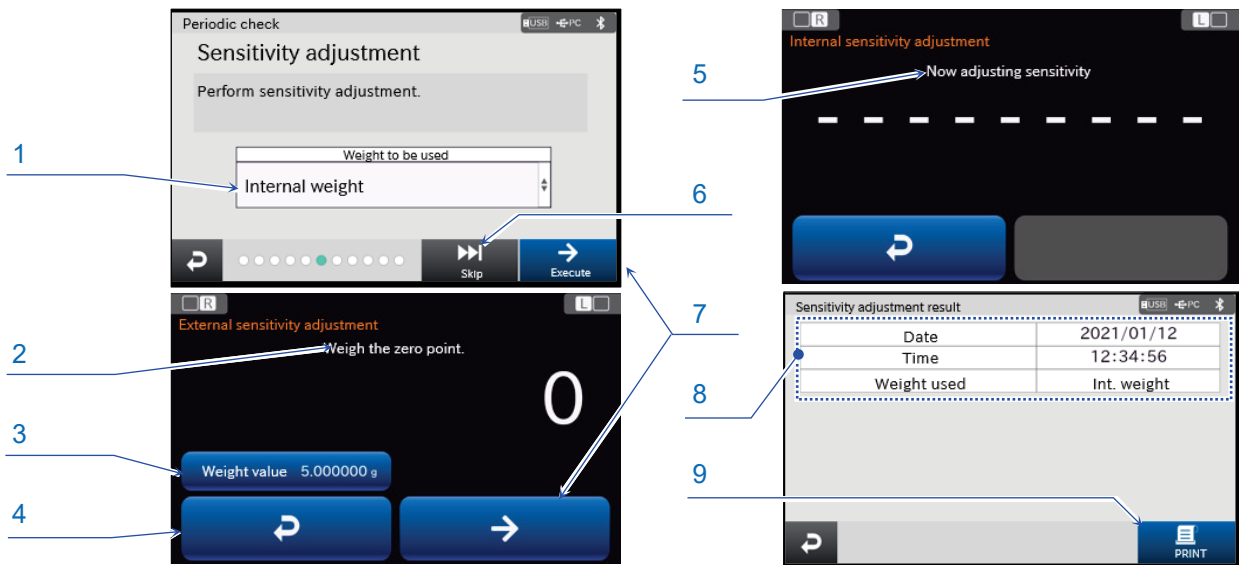 Periodic check
USB PC
Sensitivity adjustment
Perform sensitivity adjustment.
Weight to be used
Internal weight
Skip
Execute
1
6
7
R
L
External sensitivity adjustment
Weigh the zero point.
0
Weight value 5.000000 g
2
3
4
R
L
Internal sensitivity adjustment
Now adjusting sensitivity
5
Sensitivity adjustment result
USB PC
Date 2021/01/12
Time 12:34:56
Weight used Int. weight
PRINT
8
9